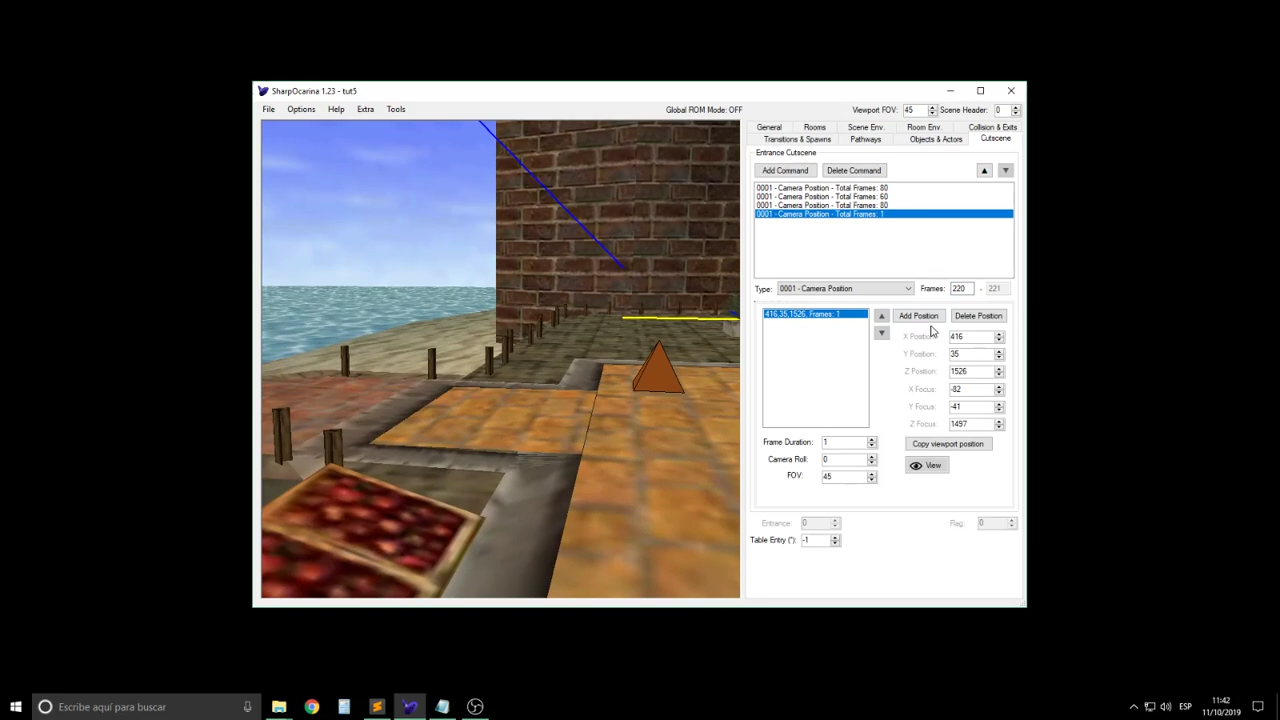 SharpOcarina 1.23 - tut5
File Options Help Extra Tools Global ROM Mode: OFF Viewport FOV: 45 Scene Header: 0
General Rooms Scene Env. Room Env. Collision & Exits
Transitions & Spawns Pathways Objects & Actors Cutscene
Entrance Cutscene
Add Command Delete Command ▲ ▼
0001 - Camera Position - Total Frames: 80
0001 - Camera Position - Total Frames: 60
0001 - Camera Position - Total Frames: 80
0001 - Camera Position - Total Frames: 1
Type: 0001 - Camera Position Frames: 220 - 221
416,35,1526, Frames: 1 ▲ Add Position Delete Position
▼
X Position 416
Y Position 35
Z Position 1526
X Focus -82
Y Focus -41
Z Focus 1497
Frame Duration: 1 Copy viewport position
Camera Roll: 0 View
FOV: 45
Entrance: 0 Flag: 0
Table Entry (*): -1
Escribe aquí para buscar
ESP
11:42
11/10/2019